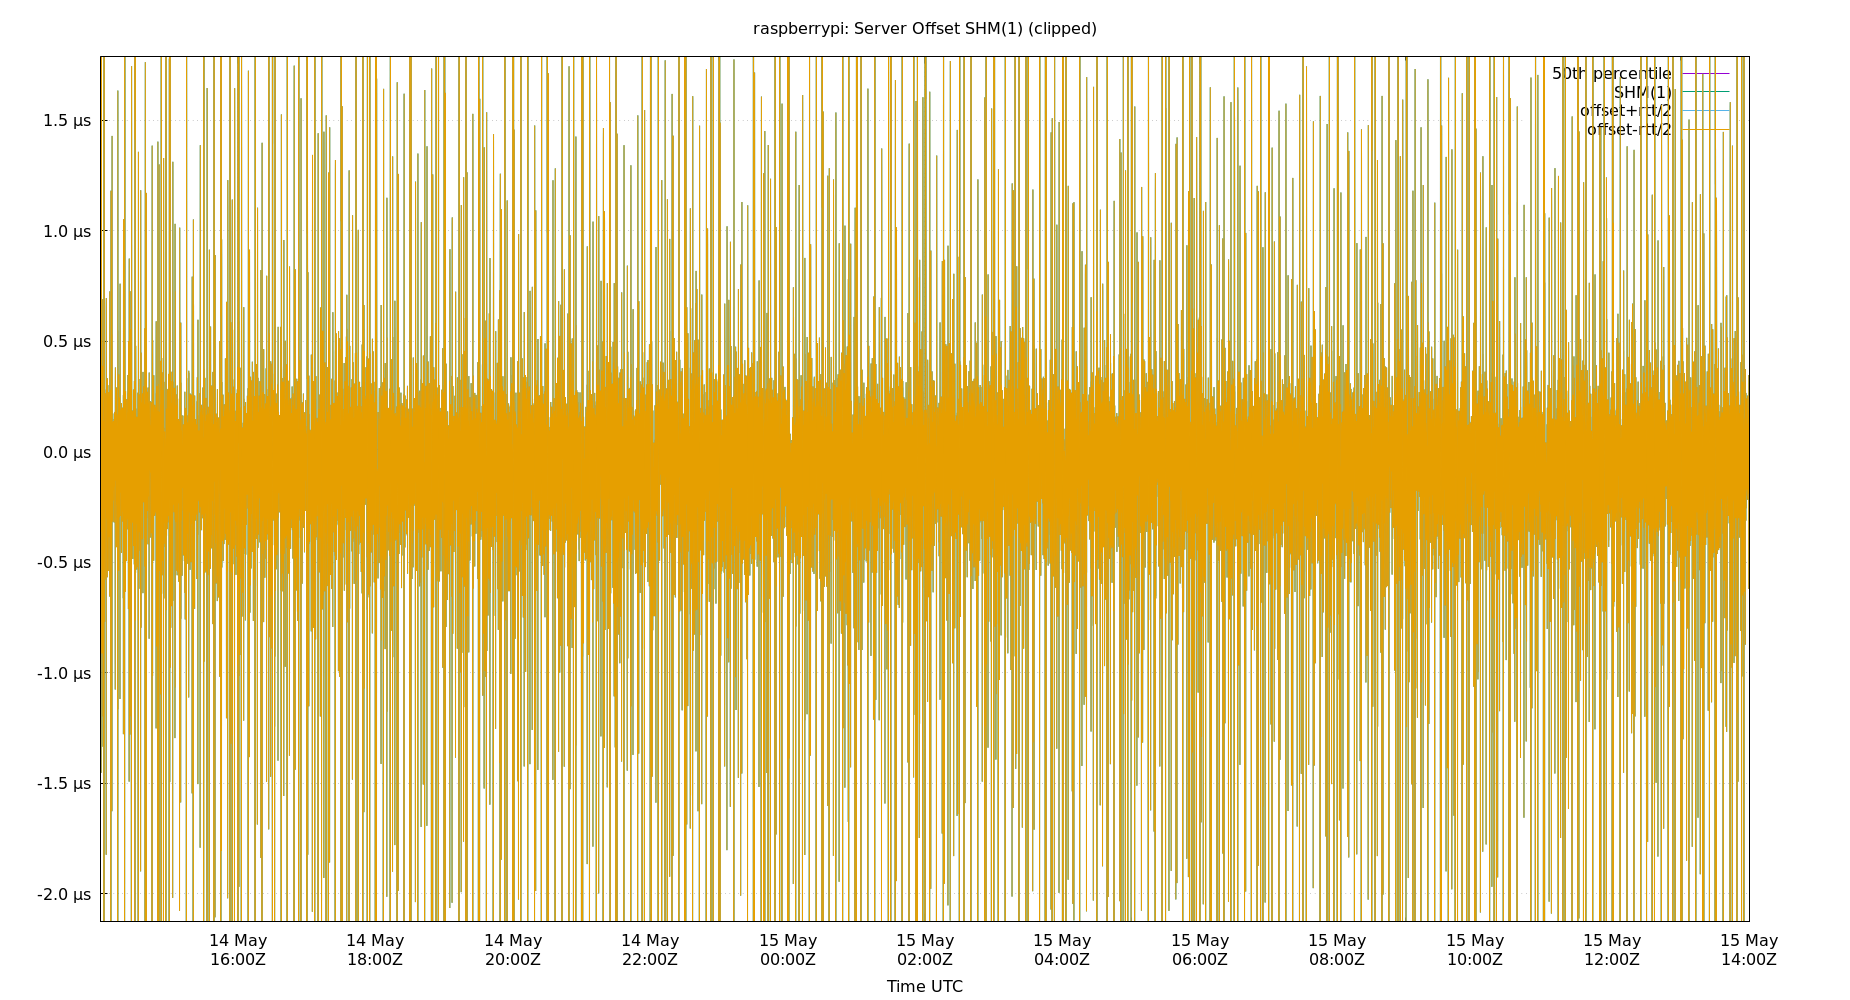 raspberrypi: Server Offset SHM(1) (clipped)
50th percentile
SHM(1)
offset+rtt/2
offset-rtt/2
1.5 µs
1.0 µs
0.5 µs
0.0 µs
-0.5 µs
-1.0 µs
-1.5 µs
-2.0 µs
14 May 14 May 14 May 14 May 15 May 15 May 15 May 15 May 15 May 15 May 15 May 15 May
16:00Z 18:00Z 20:00Z 22:00Z 00:00Z 02:00Z 04:00Z 06:00Z 08:00Z 10:00Z 12:00Z 14:00Z
Time UTC